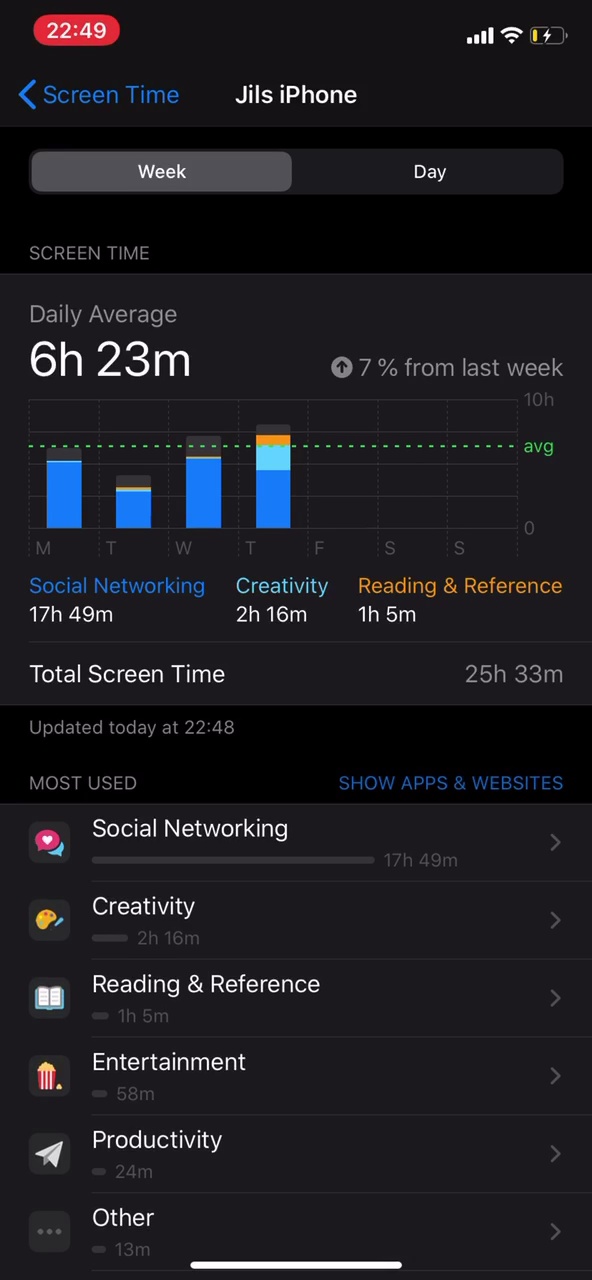 22:49
Screen Time
Jils iPhone
Week
Day
SCREEN TIME
Daily Average
6h 23m
7 % from last week
10h
avg
0
M T W T F S S
Social Networking Creativity Reading & Reference
17h 49m 2h 16m 1h 5m
Total Screen Time 25h 33m
Updated today at 22:48
MOST USED SHOW APPS & WEBSITES
Social Networking
17h 49m
Creativity
2h 16m
Reading & Reference
1h 5m
Entertainment
58m
Productivity
24m
Other
13m